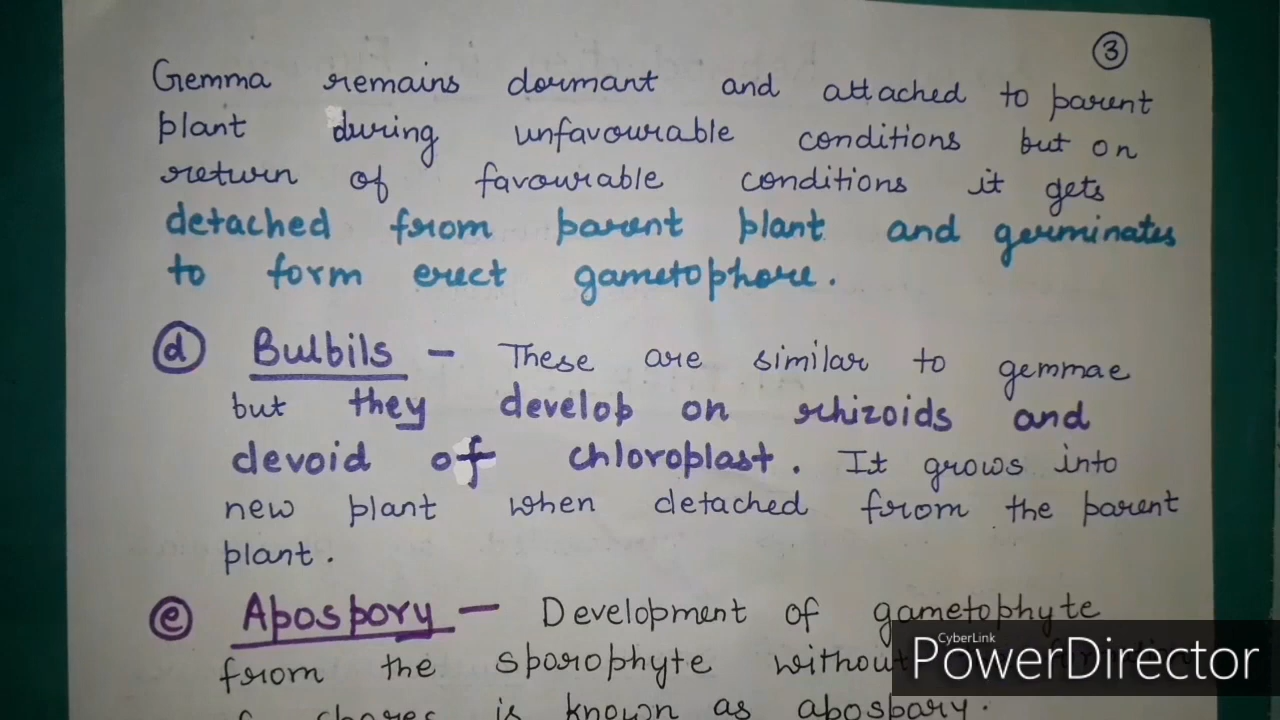 3
Gemma remains dormant and attached to parent
plant during unfavourable conditions but on
return of favourable conditions it gets
detached from parent plant and germinates
to form erect gametophore.
d Bulbils - These are similar to gemmae
but they develop on rhizoids and
devoid of chloroplast. It grows into
new plant when detached from the parent
plant.
e Apospory - Development of gametophyte
from the sporophyte without
of spores is known as apospory.
CyberLink
PowerDirector